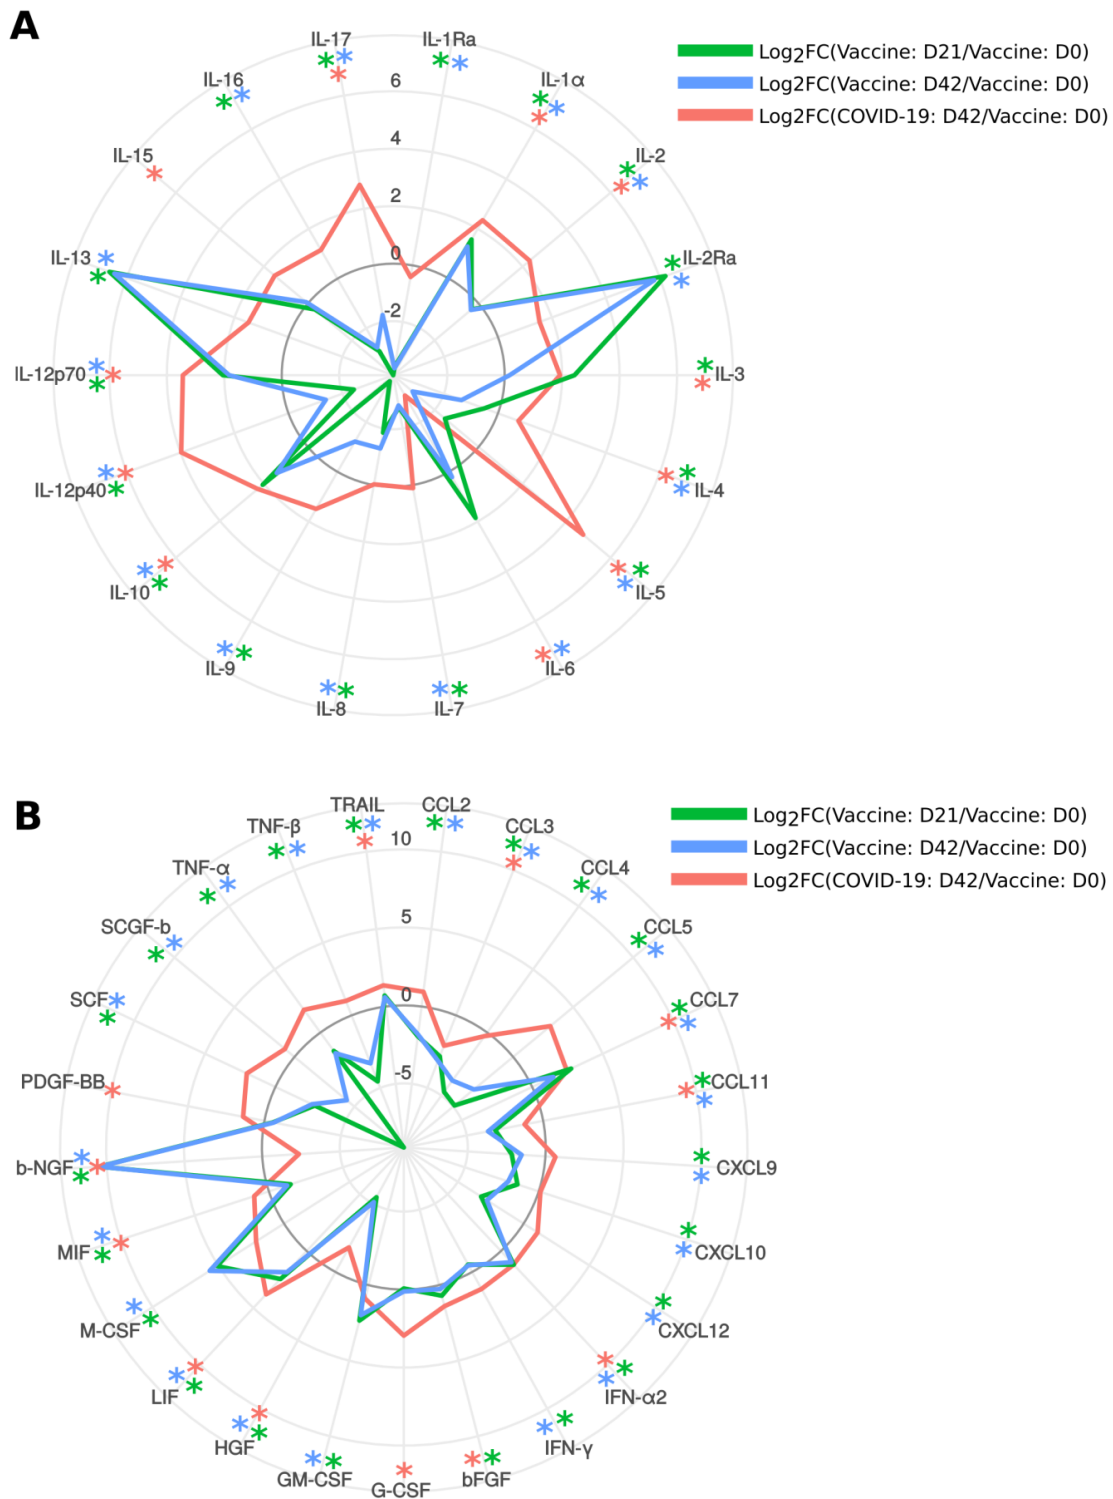 A
Log2FC(Vaccine: D21/Vaccine: D0)
Log2FC(Vaccine: D42/Vaccine: D0)
Log2FC(COVID-19: D42/Vaccine: D0)
IL-17
IL-1Ra
IL-1α
IL-2
IL-2Ra
IL-3
IL-4
IL-5
IL-6
IL-7
IL-8
IL-9
IL-10
IL-12p40
IL-12p70
IL-13
IL-15
IL-16
6
4
2
0
-2
B
Log2FC(Vaccine: D21/Vaccine: D0)
Log2FC(Vaccine: D42/Vaccine: D0)
Log2FC(COVID-19: D42/Vaccine: D0)
TRAIL
CCL2
CCL3
CCL4
CCL5
CCL7
CCL11
CXCL9
CXCL10
CXCL12
IFN-α2
IFN-γ
bFGF
G-CSF
GM-CSF
HGF
LIF
M-CSF
MIF
b-NGF
PDGF-BB
SCF
SCGF-b
TNF-α
TNF-β
10
5
0
-5